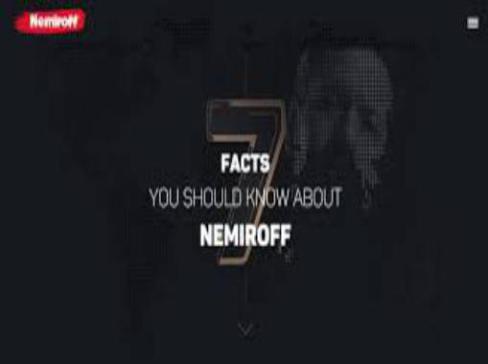 Nemiroff
7
FACTS
YOU SHOULD KNOW ABOUT
NEMIROFF